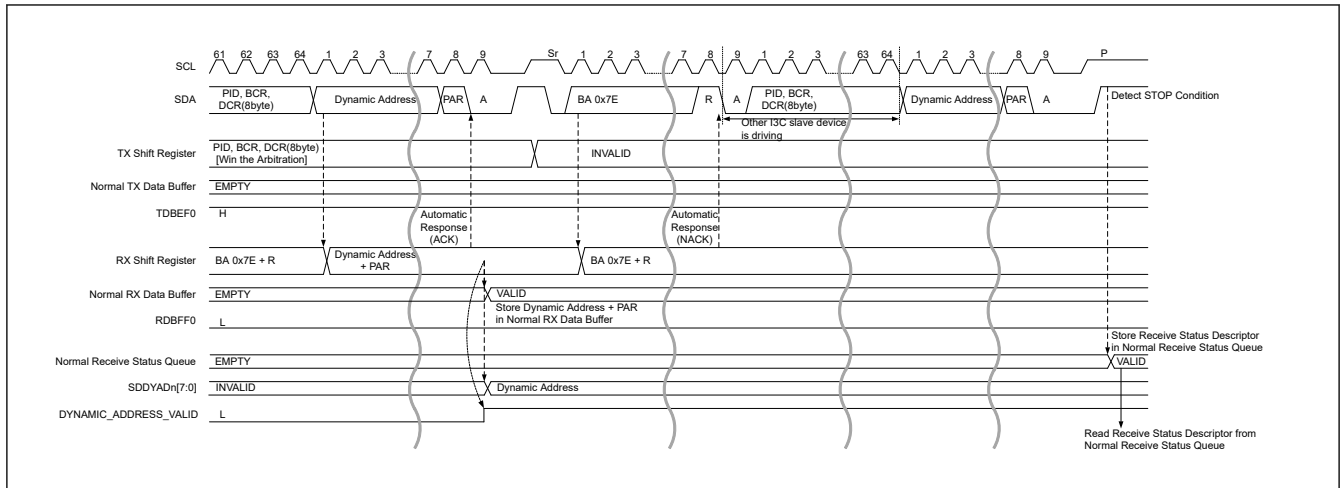 61 62 63 64 1 2 3 7 8 9 Sr 1 2 3 7 8 9 1 2 3 63 64 1 2 3 8 9 P
SCL
SDA
PID, BCR,
DCR(8byte)
Dynamic Address
PAR
A
BA 0x7E
R
A
PID, BCR,
DCR(8byte)
Dynamic Address
PAR
A
Detect STOP Condition
Other I3C slave device
is driving
TX Shift Register
PID, BCR, DCR(8byte)
[Win the Arbitration]
INVALID
Normal TX Data Buffer
EMPTY
TDBEF0
H
Automatic
Response
(ACK)
Automatic
Response
(NACK)
RX Shift Register
BA 0x7E + R
Dynamic Address
+ PAR
BA 0x7E + R
Normal RX Data Buffer
EMPTY
VALID
Store Dynamic Address + PAR
in Normal RX Data Buffer
RDBFF0
L
Store Receive Status Descriptor
in Normal Receive Status Queue
Normal Receive Status Queue
EMPTY
VALID
SDDYADn[7:0]
INVALID
Dynamic Address
DYNAMIC_ADDRESS_VALID
L
Read Receive Status Descriptor from
Normal Receive Status Queue